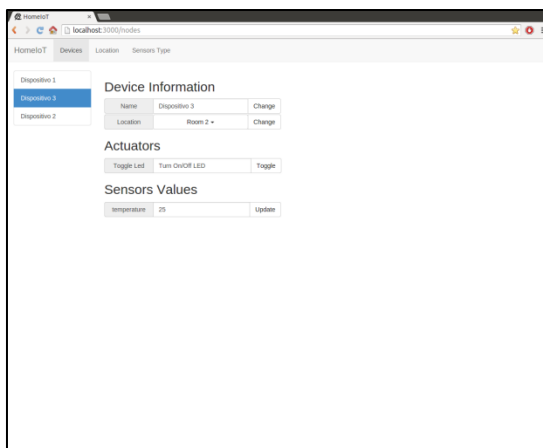 HomeIoT
localhost:3000/nodes
HomeIoT Devices Location Sensors Type
Dispositivo 1
Dispositivo 3
Dispositivo 2
Device Information
Name Dispositivo 3 Change
Location Room 2 Change
Actuators
Toggle Led Turn On/Off LED Toggle
Sensors Values
temperature 25 Update